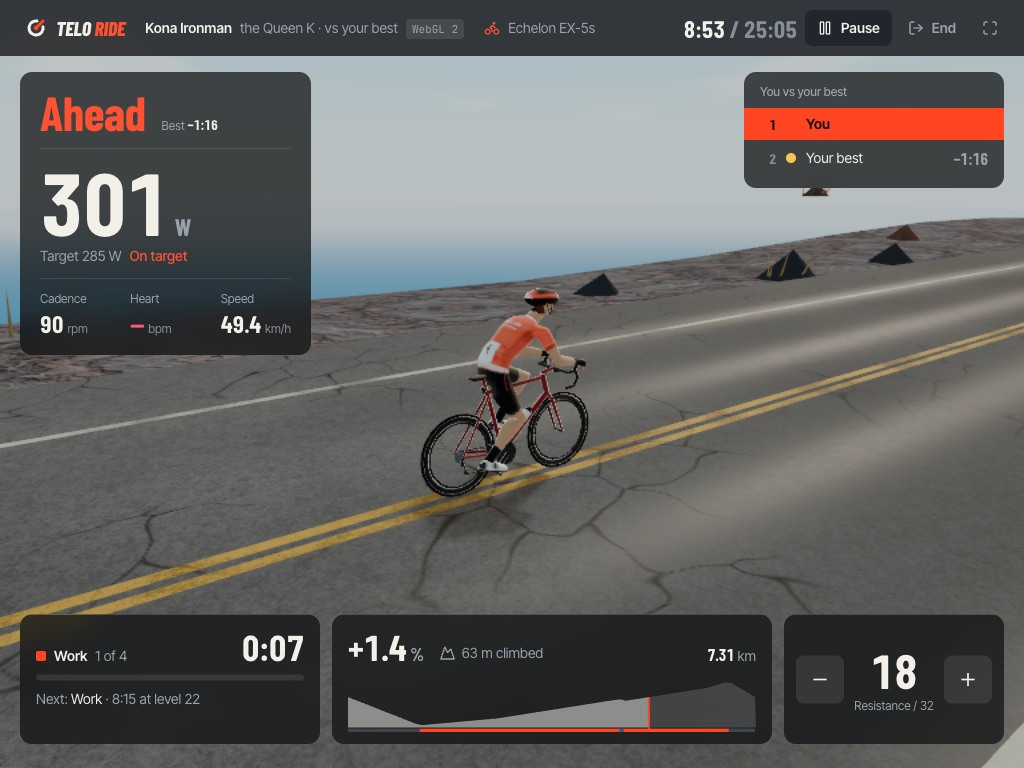 TELO RIDE Kona Ironman the Queen K · vs your best WebGL 2 Echelon EX-5s 8:53 / 25:05 Pause End
Ahead Best −1:16
301 W
Target 285 W On target
Cadence Heart Speed
90 rpm — bpm 49.4 km/h
You vs your best
1 You
2 Your best −1:16
Work 1 of 4 0:07
Next: Work · 8:15 at level 22
+1.4 % 63 m climbed 7.31 km
− 18 +
Resistance / 32